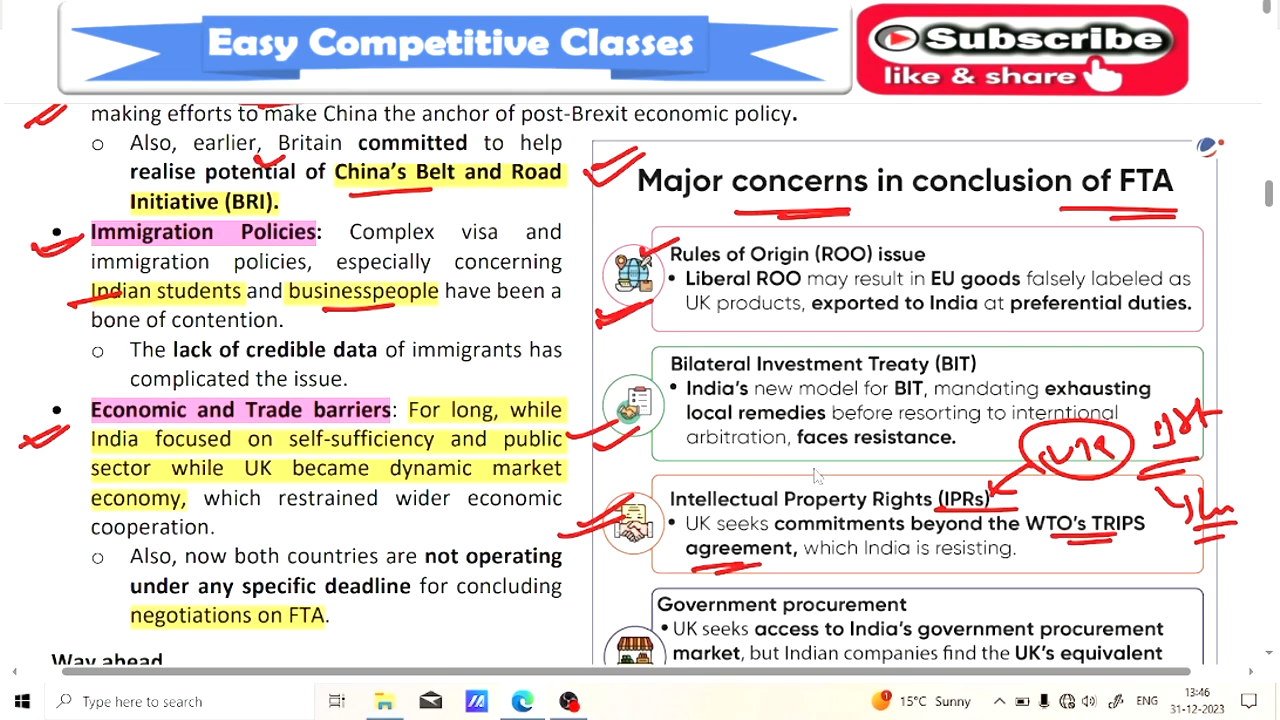 Easy Competitive Classes
Subscribe
like & share
making efforts to make China the anchor of post-Brexit economic policy.
o Also, earlier, Britain committed to help
realise potential of China's Belt and Road
Initiative (BRI).
• Immigration Policies: Complex visa and
immigration policies, especially concerning
Indian students and businesspeople have been a
bone of contention.
o The lack of credible data of immigrants has
complicated the issue.
• Economic and Trade barriers: For long, while
India focused on self-sufficiency and public
sector while UK became dynamic market
economy, which restrained wider economic
cooperation.
o Also, now both countries are not operating
under any specific deadline for concluding
negotiations on FTA.
Way ahead
Major concerns in conclusion of FTA
Rules of Origin (ROO) issue
• Liberal ROO may result in EU goods falsely labeled as
UK products, exported to India at preferential duties.
Bilateral Investment Treaty (BIT)
• India's new model for BIT, mandating exhausting
local remedies before resorting to interntional
arbitration, faces resistance.
Intellectual Property Rights (IPRs)
• UK seeks commitments beyond the WTO's TRIPS
agreement, which India is resisting.
Government procurement
• UK seeks access to India's government procurement
market, but Indian companies find the UK's equivalent
Type here to search
1
15°C Sunny
ENG
13:46
31-12-2023